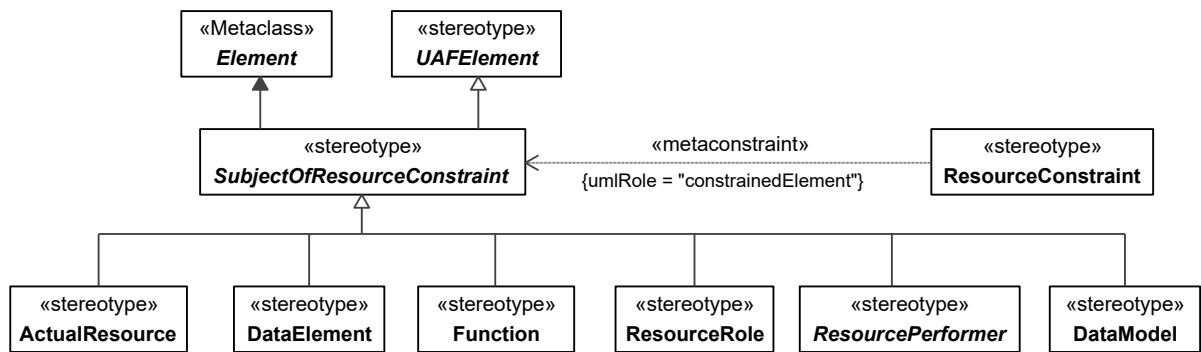 «Metaclass»
Element
«stereotype»
UAFElement
«stereotype»
SubjectOfResourceConstraint
«metaconstraint»
{umlRole = "constrainedElement"}
«stereotype»
ResourceConstraint
«stereotype»
ActualResource
«stereotype»
DataElement
«stereotype»
Function
«stereotype»
ResourceRole
«stereotype»
ResourcePerformer
«stereotype»
DataModel